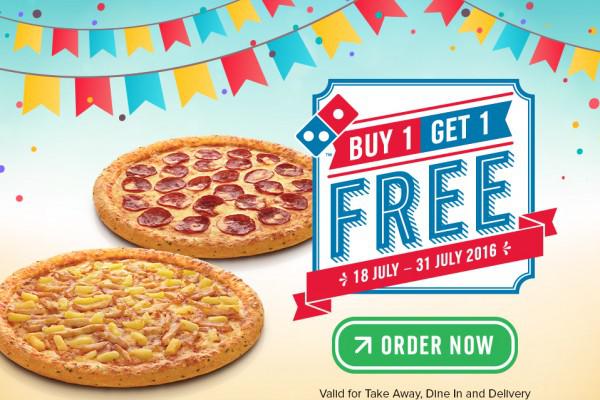 BUY 1 GET 1
FREE
18 JULY – 31 JULY 2016
ORDER NOW
Valid for Take Away, Dine In and Delivery